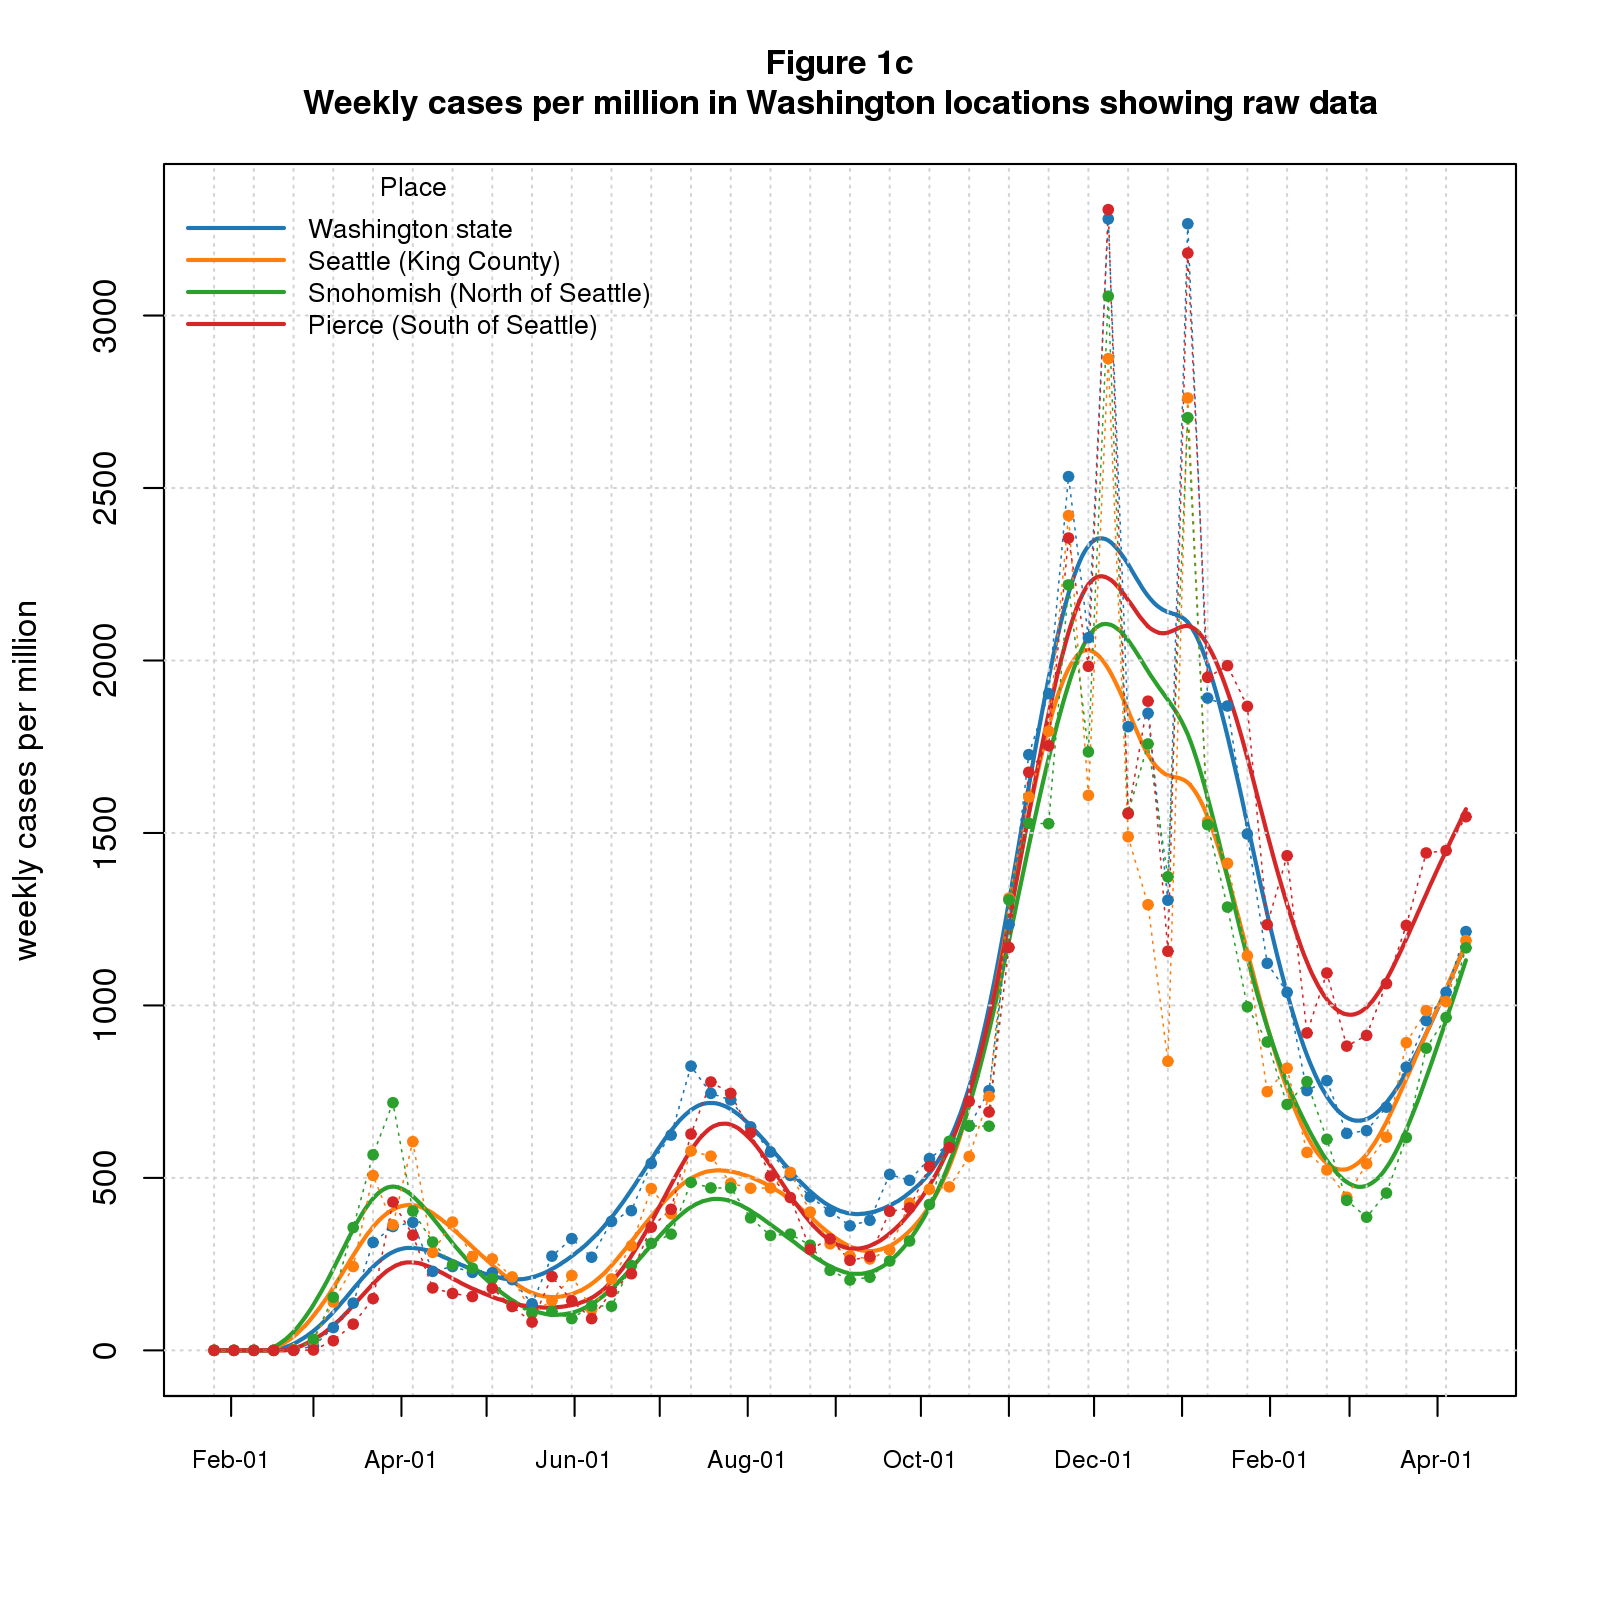 Figure 1c
Weekly cases per million in Washington locations showing raw data
Place
Washington state
Seattle (King County)
Snohomish (North of Seattle)
Pierce (South of Seattle)
weekly cases per million
3000
2500
2000
1500
1000
500
0
Feb-01 Apr-01 Jun-01 Aug-01 Oct-01 Dec-01 Feb-01 Apr-01